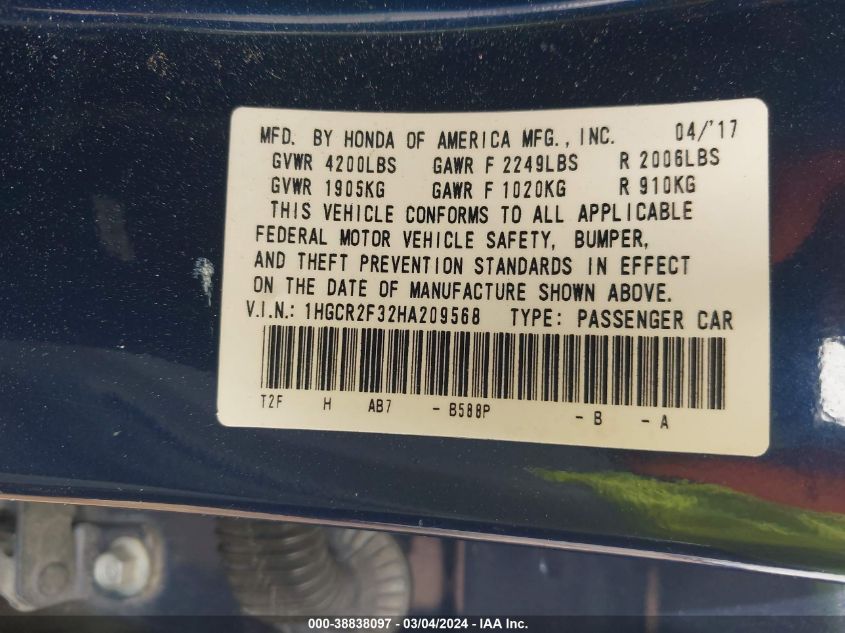 MFD. BY HONDA OF AMERICA MFG., INC. 04/'17
GVWR 4200LBS GAWR F 2249LBS R 2006LBS
GVWR 1905KG GAWR F 1020KG R 910KG
THIS VEHICLE CONFORMS TO ALL APPLICABLE
FEDERAL MOTOR VEHICLE SAFETY, BUMPER,
AND THEFT PREVENTION STANDARDS IN EFFECT
ON THE DATE OF MANUFACTURE SHOWN ABOVE.
V.I.N.: 1HGCR2F32HA209568 TYPE: PASSENGER CAR
T2F H AB7 - B588P - B - A
000-38838097 - 03/04/2024 - IAA Inc.